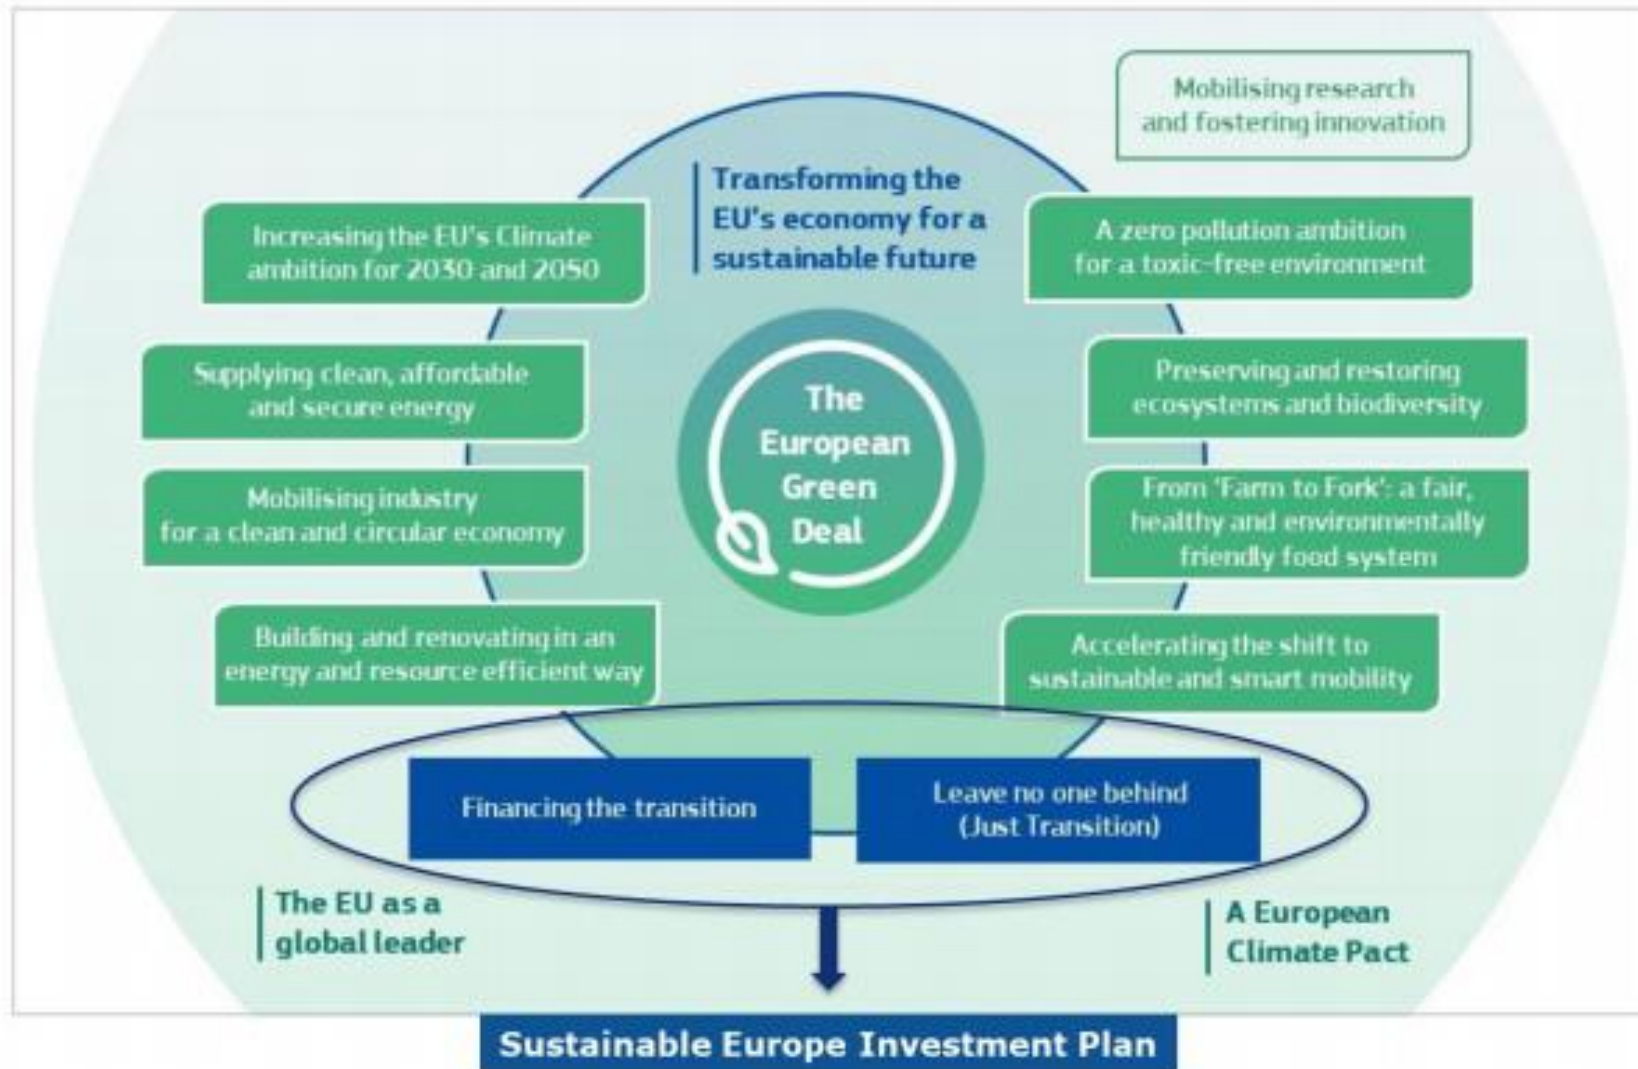 Mobilising research
and fostering innovation
Transforming the
EU's economy for a
sustainable future
Increasing the EU's Climate
ambition for 2030 and 2050
A zero pollution ambition
for a toxic-free environment
Supplying clean, affordable
and secure energy
Preserving and restoring
ecosystems and biodiversity
The
European
Green
Deal
Mobilising industry
for a clean and circular economy
From 'Farm to Fork': a fair,
healthy and environmentally
friendly food system
Building and renovating in an
energy and resource efficient way
Accelerating the shift to
sustainable and smart mobility
Financing the transition
Leave no one behind
(Just Transition)
The EU as a
global leader
A European
Climate Pact
Sustainable Europe Investment Plan